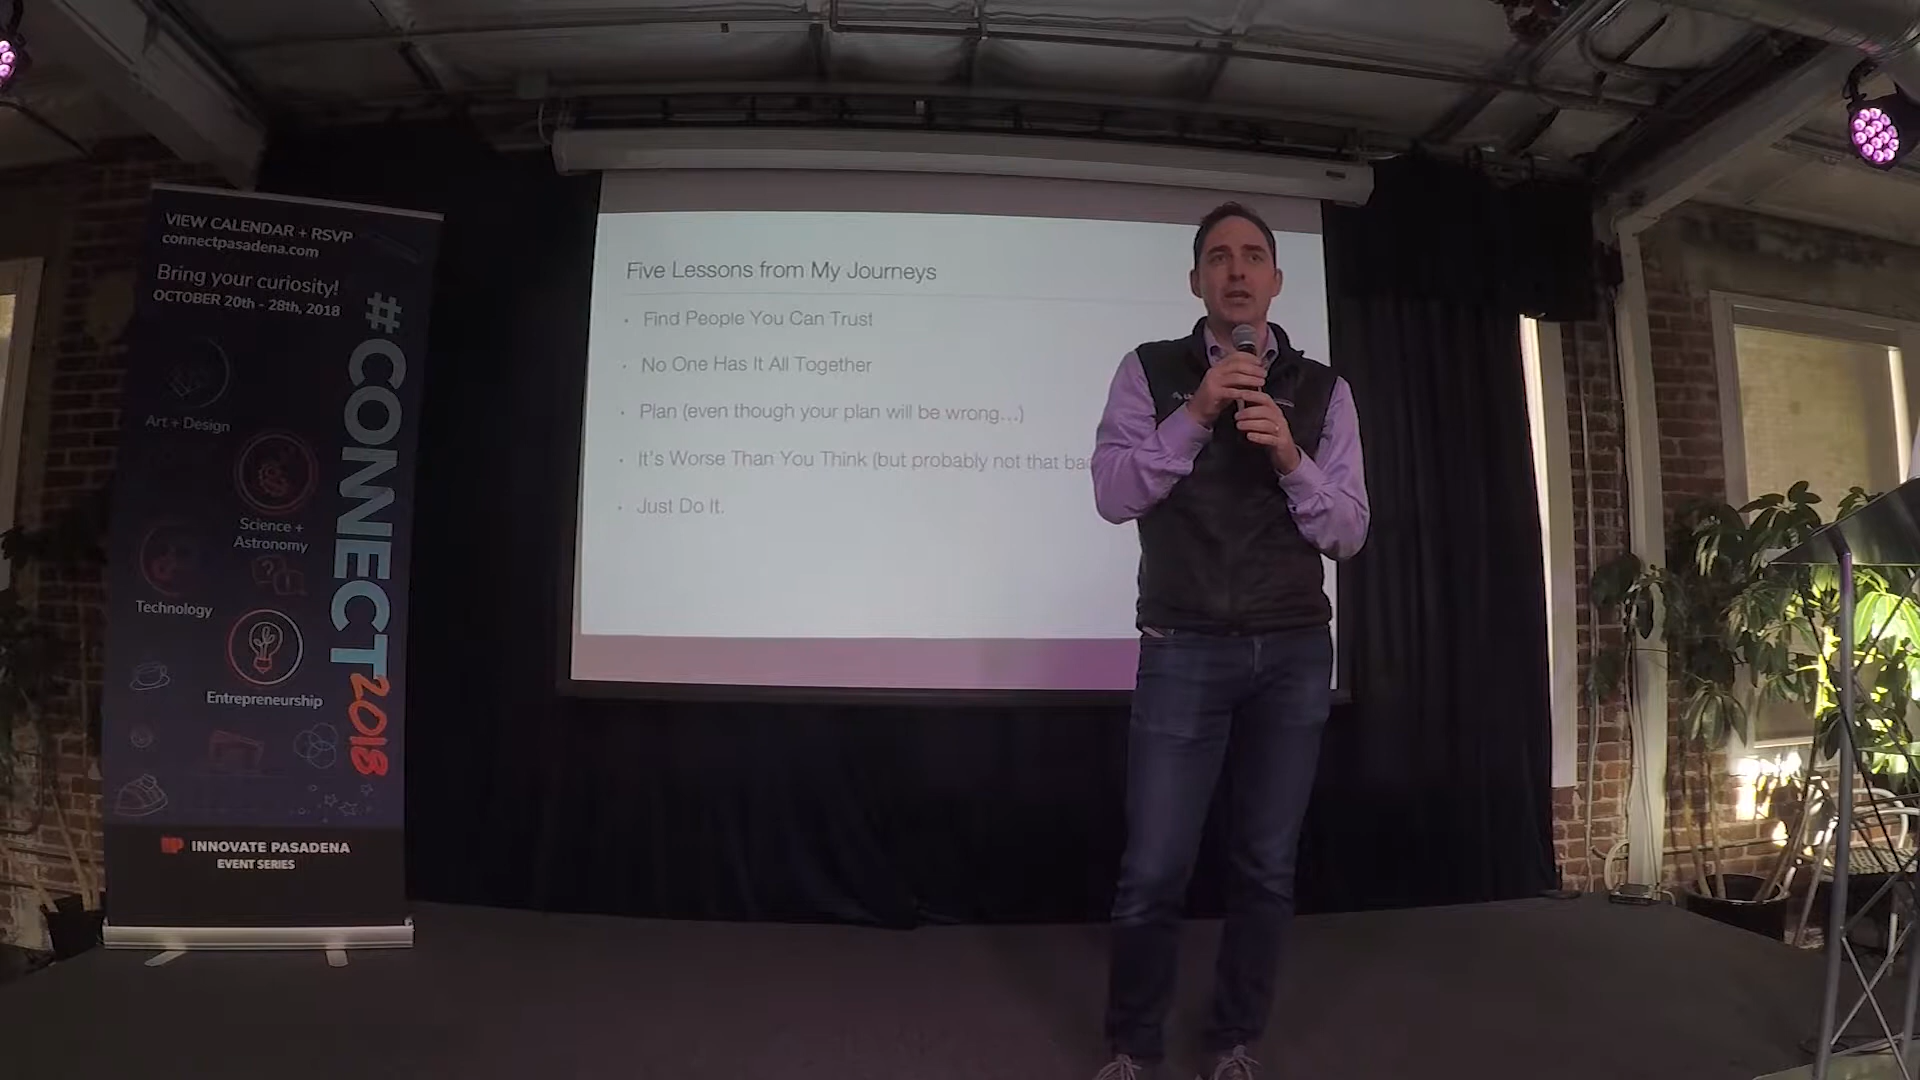 VIEW CALENDAR + RSVP
connectpasadena.com
Bring your curiosity!
OCTOBER 20th - 28th, 2018
#CONNECT2018
Art + Design
Science +
Astronomy
Technology
Entrepreneurship
INNOVATE PASADENA
EVENT SERIES
Five Lessons from My Journeys
• Find People You Can Trust
• No One Has It All Together
• Plan (even though your plan will be wrong...)
• It's Worse Than You Think (but probably not that
• Just Do It.